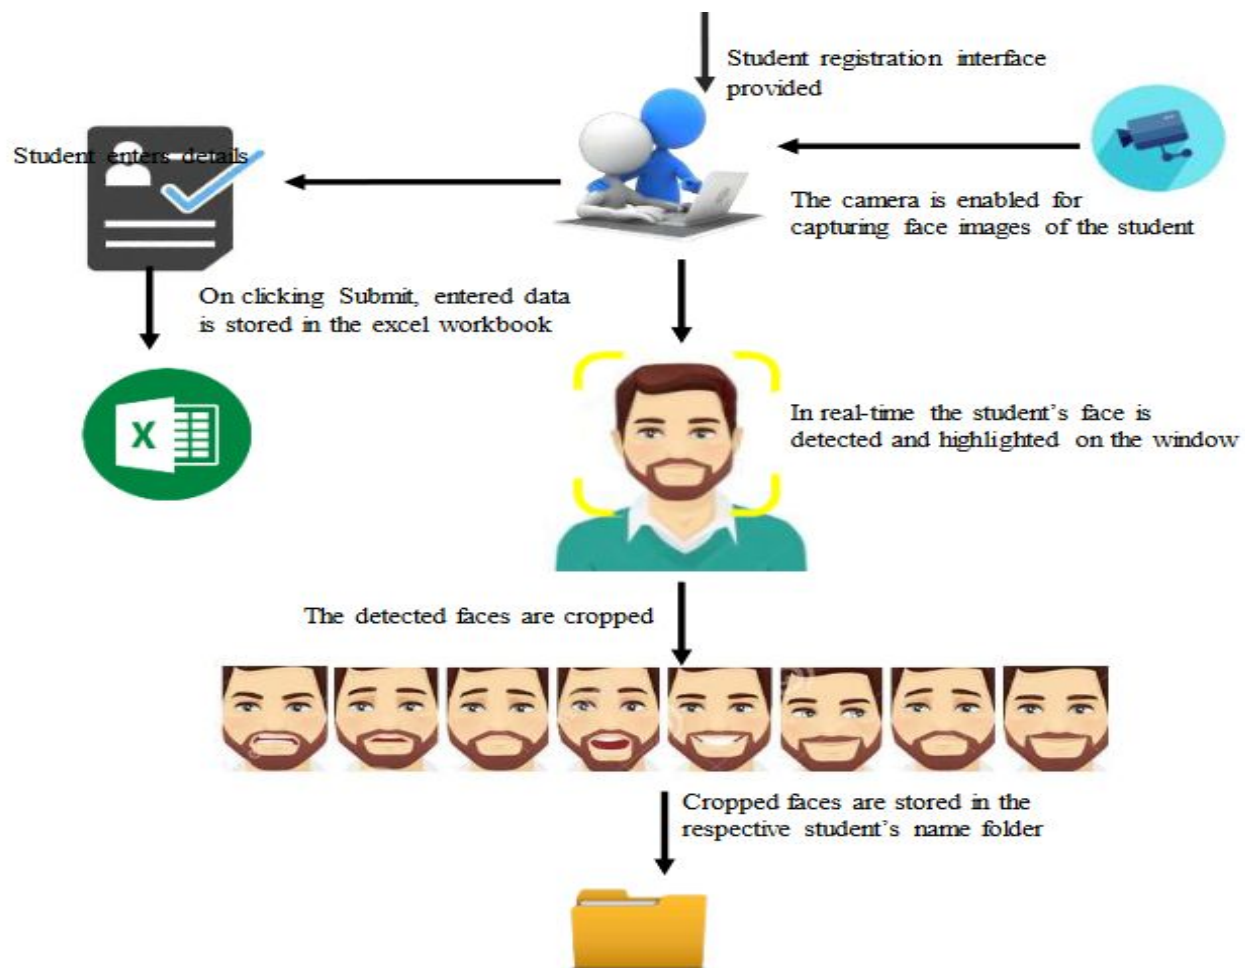 Student registration interface
provided
Student enters details
The camera is enabled for
capturing face images of the student
On clicking Submit, entered data
is stored in the excel workbook
X
In real-time the student's face is
detected and highlighted on the window
The detected faces are cropped
Cropped faces are stored in the
respective student's name folder